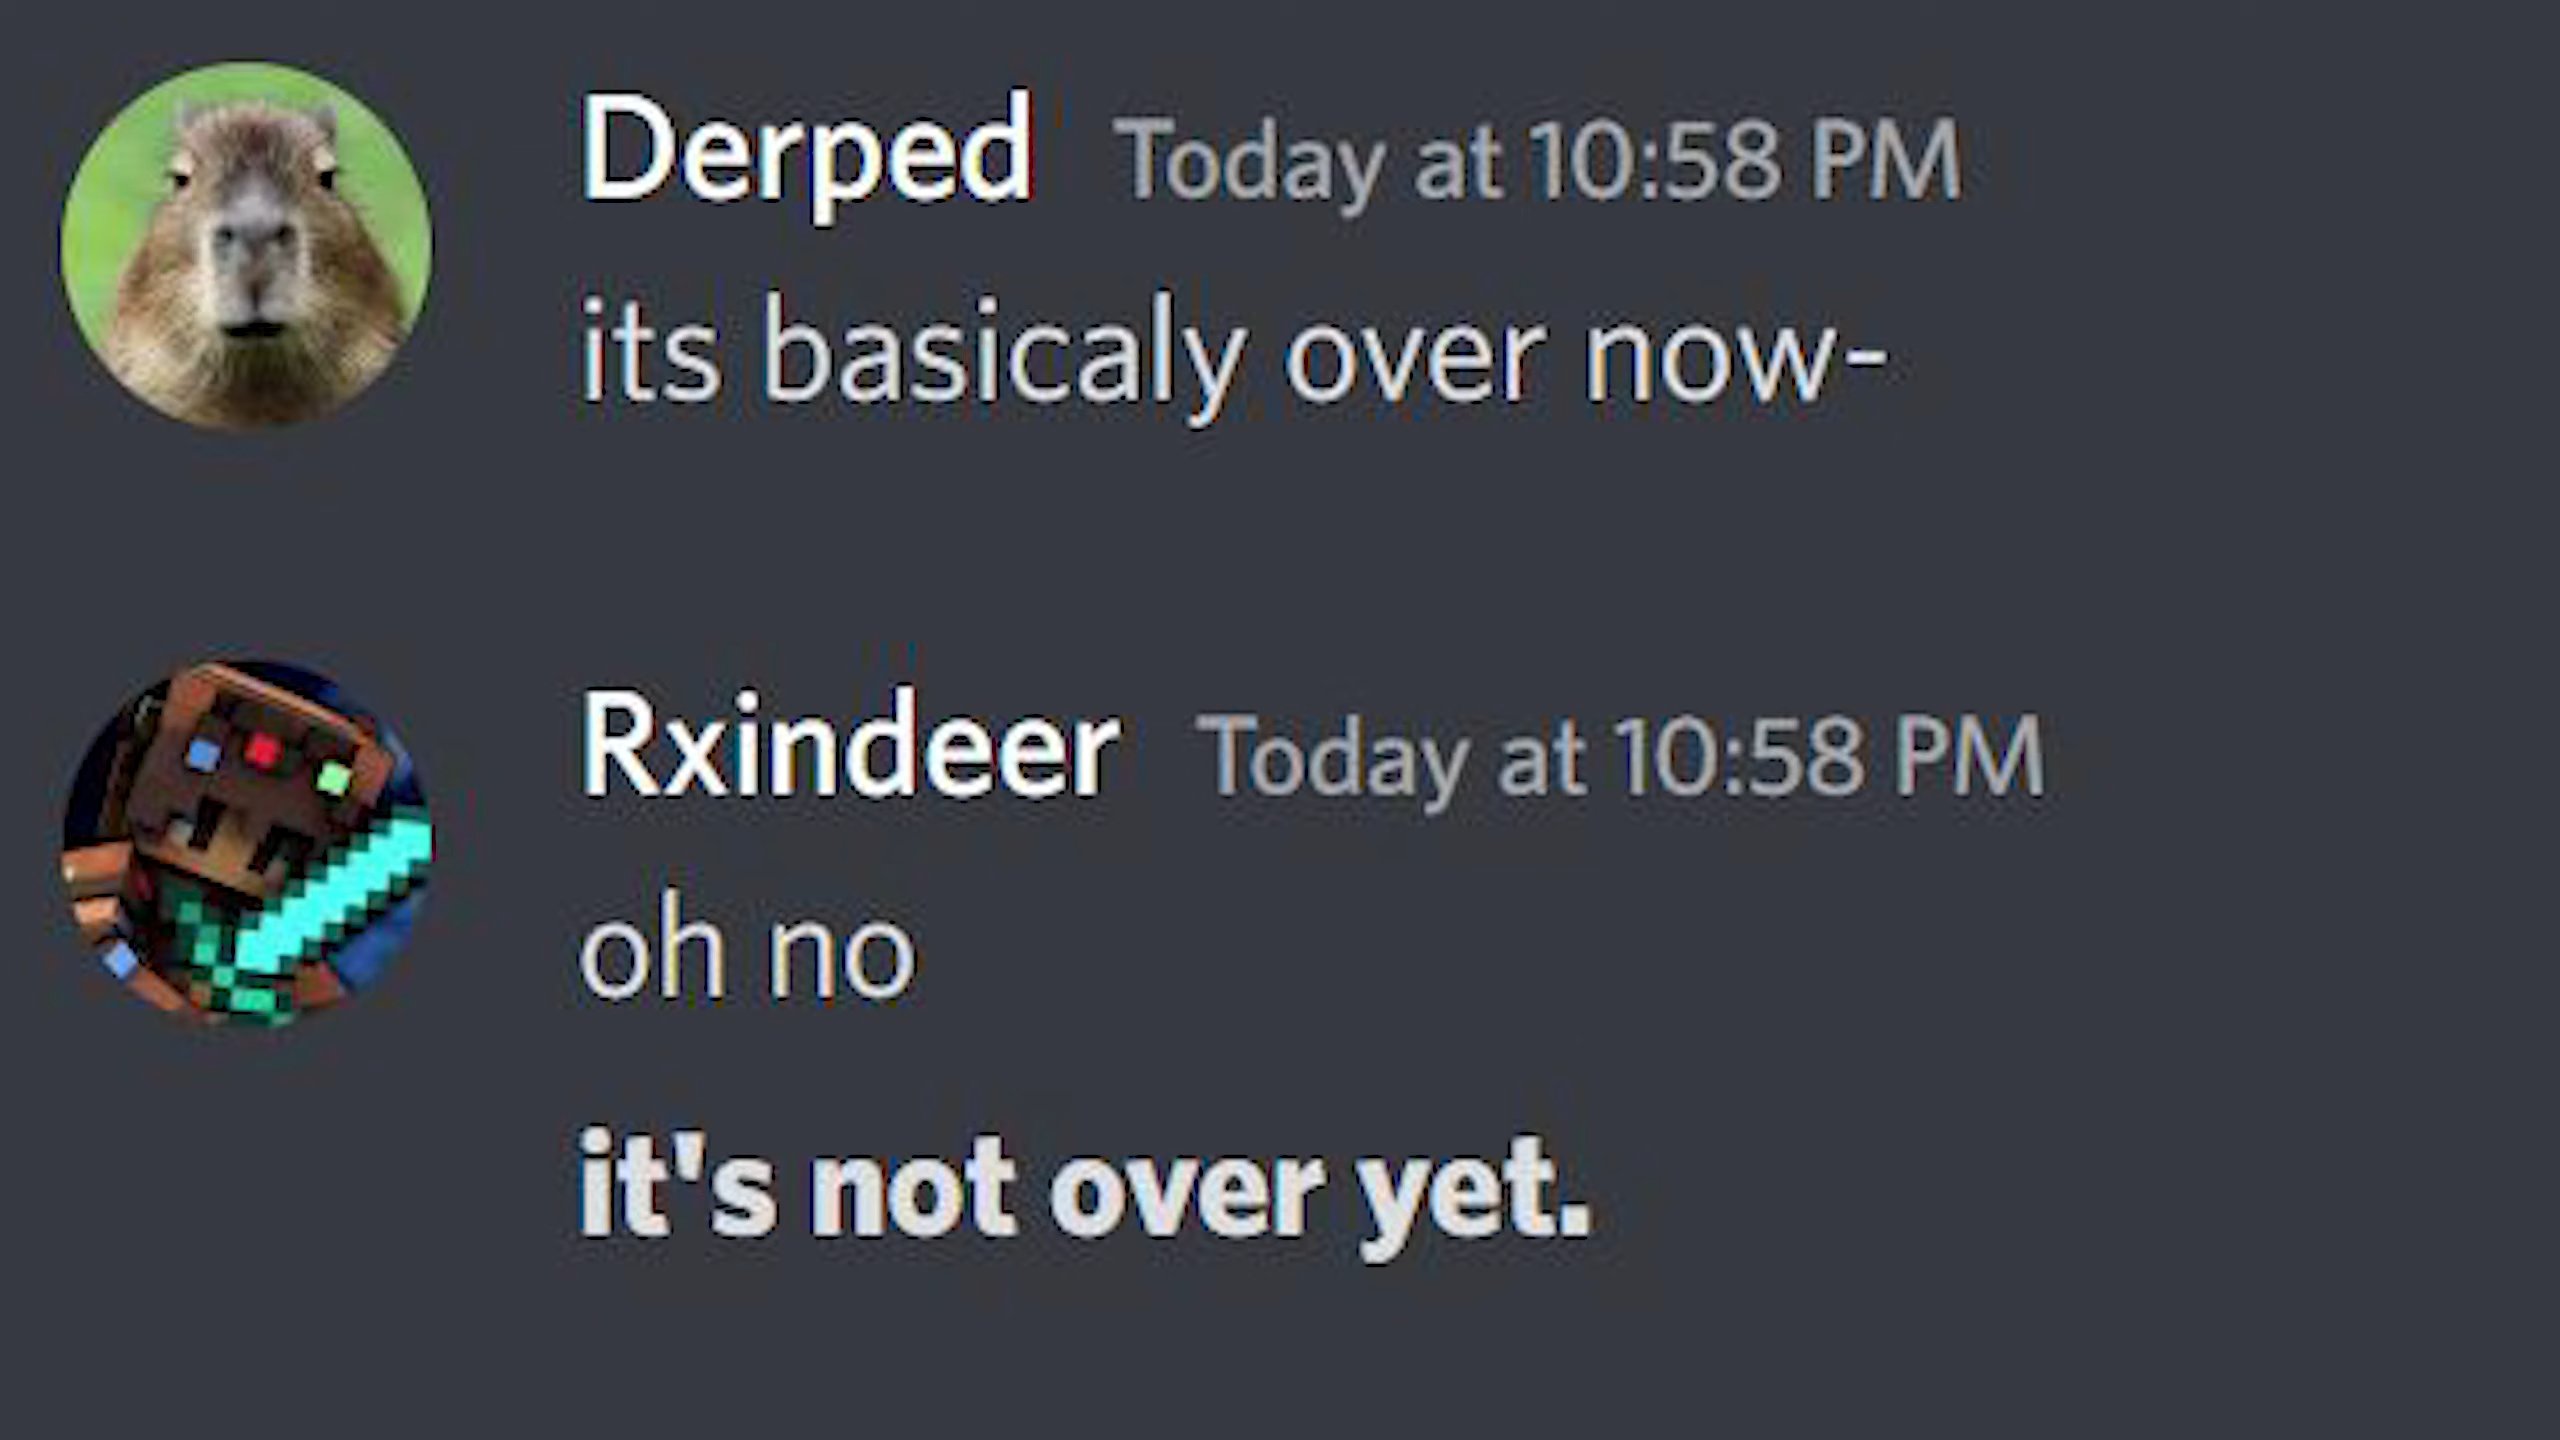 Derped Today at 10:58 PM
its basicaly over now-
Rxindeer Today at 10:58 PM
oh no
it's not over yet.